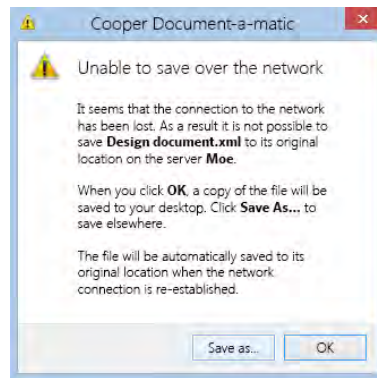 Cooper Document-a-matic
Unable to save over the network
It seems that the connection to the network
has been lost. As a result it is not possible to
save Design document.xml to its original
location on the server Moe.
When you click OK, a copy of the file will be
saved to your desktop. Click Save As... to
save elsewhere.
The file will be automatically saved to its
original location when the network
connection is re-established.
Save as... OK